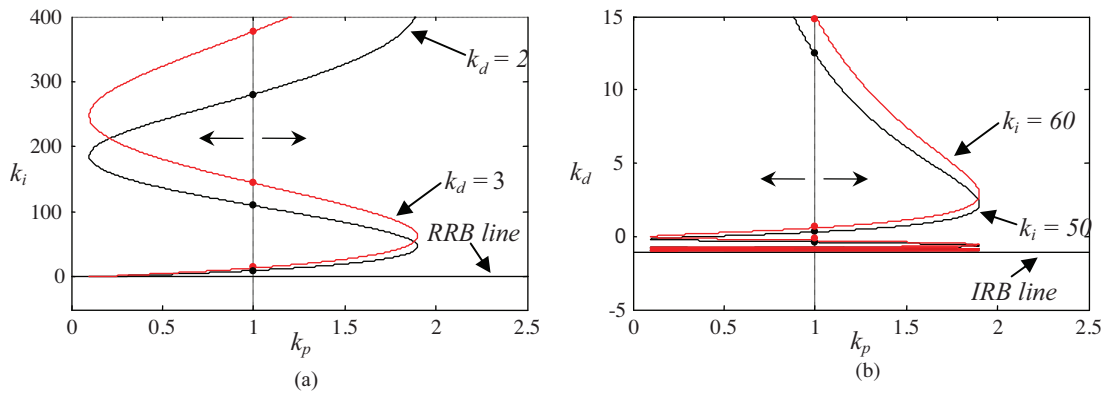 400
300
200
100
0
k_i
0
0.5
1
1.5
2
2.5
k_p
k_d = 2
k_d = 3
RRB line
(a)
15
10
5
0
-5
k_d
0
0.5
1
1.5
2
2.5
k_p
k_i = 60
k_i = 50
IRB line
(b)